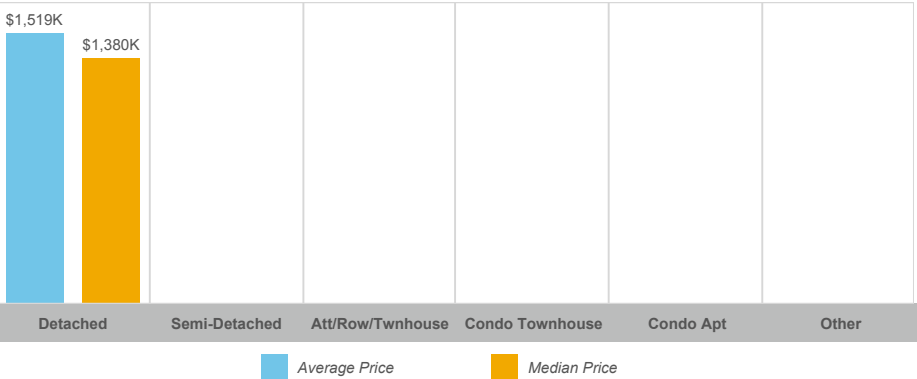 $1,519K
$1,380K
Detached Semi-Detached Att/Row/Twnhouse Condo Townhouse Condo Apt Other
Average Price Median Price